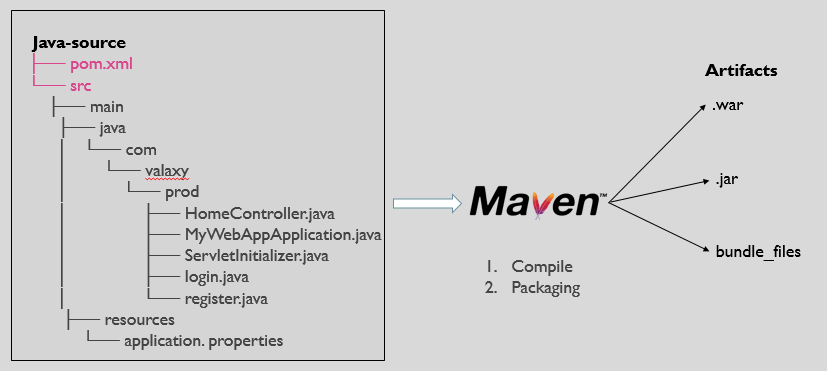 Java-source
pom.xml
src
main
java
com
valaxy
prod
HomeController.java
MyWebAppApplication.java
ServletInitializer.java
login.java
register.java
resources
application. properties
Maven™
1. Compile
2. Packaging
Artifacts
.war
.jar
bundle_files